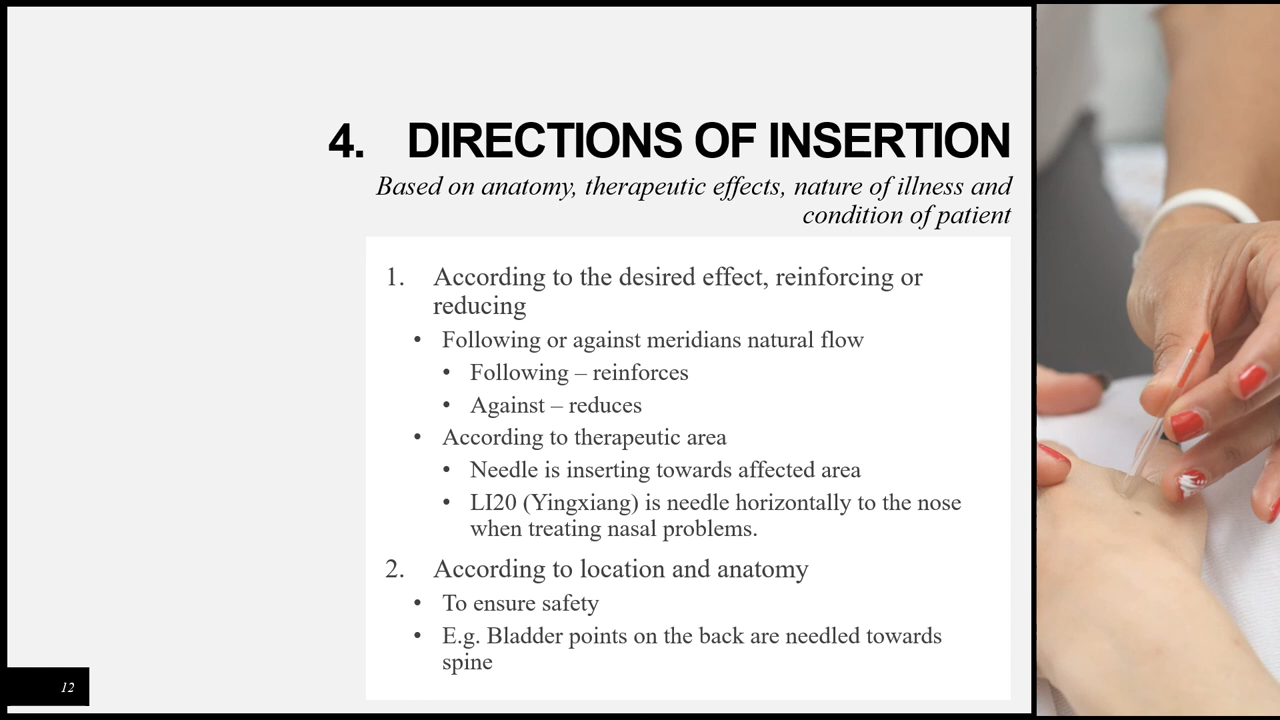 4. DIRECTIONS OF INSERTION
Based on anatomy, therapeutic effects, nature of illness and
condition of patient
1. According to the desired effect, reinforcing or
reducing
• Following or against meridians natural flow
• Following – reinforces
• Against – reduces
• According to therapeutic area
• Needle is inserting towards affected area
• LI20 (Yingxiang) is needle horizontally to the nose
when treating nasal problems.
2. According to location and anatomy
• To ensure safety
• E.g. Bladder points on the back are needled towards
spine
12